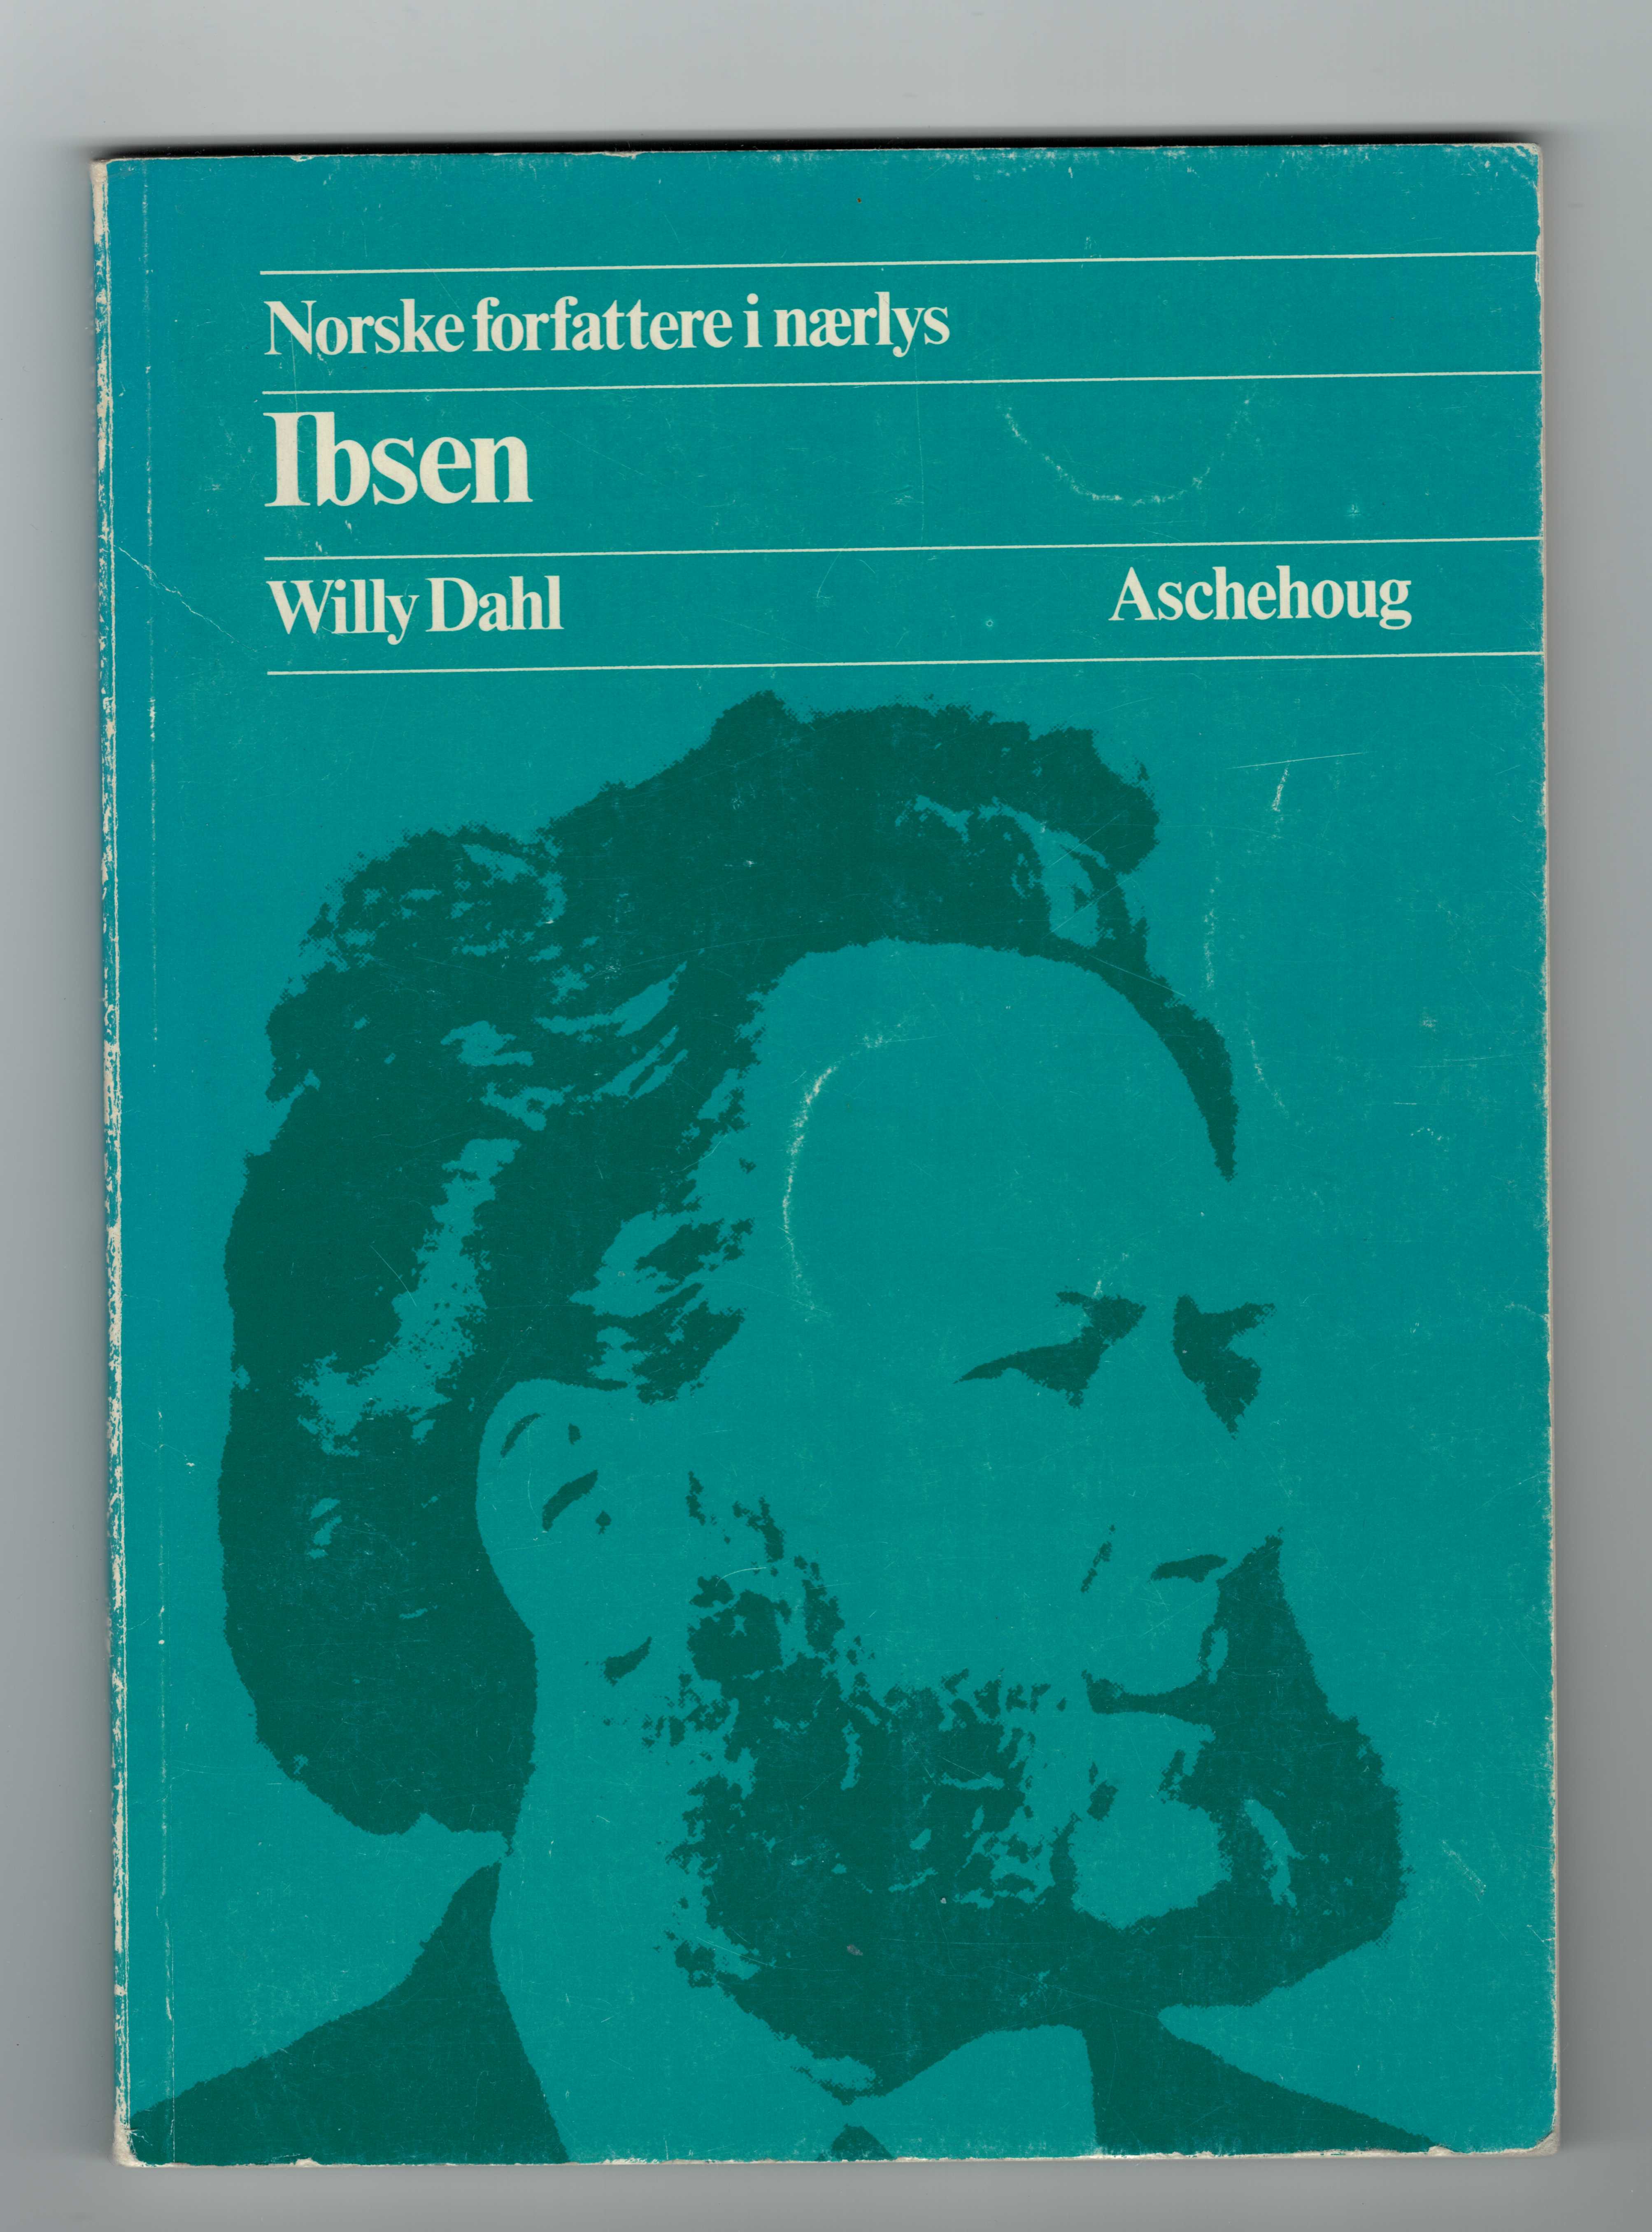 Norske forfattere i nærlys
Ibsen
Willy Dahl Aschehoug